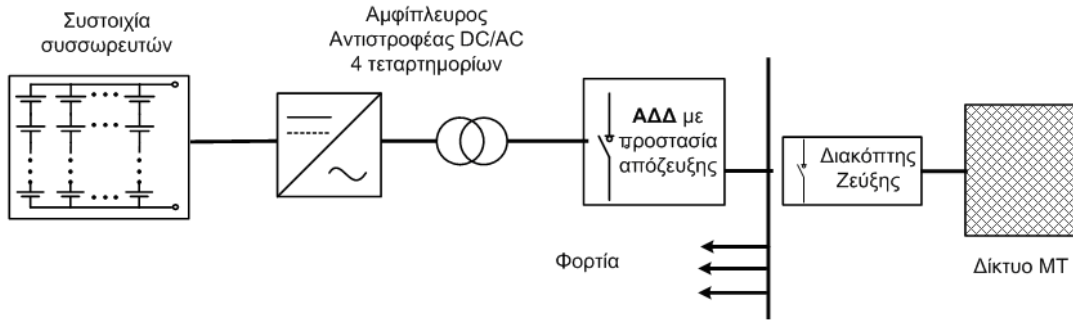 Συστοιχία
συσσωρευτών
Αμφίπλευρος
Αντιστροφέας DC/AC
4 τεταρτημορίων
ΑΔΔ με
προστασία
απόζευξης
Διακόπτης
Ζεύξης
Φορτία
Δίκτυο ΜΤ